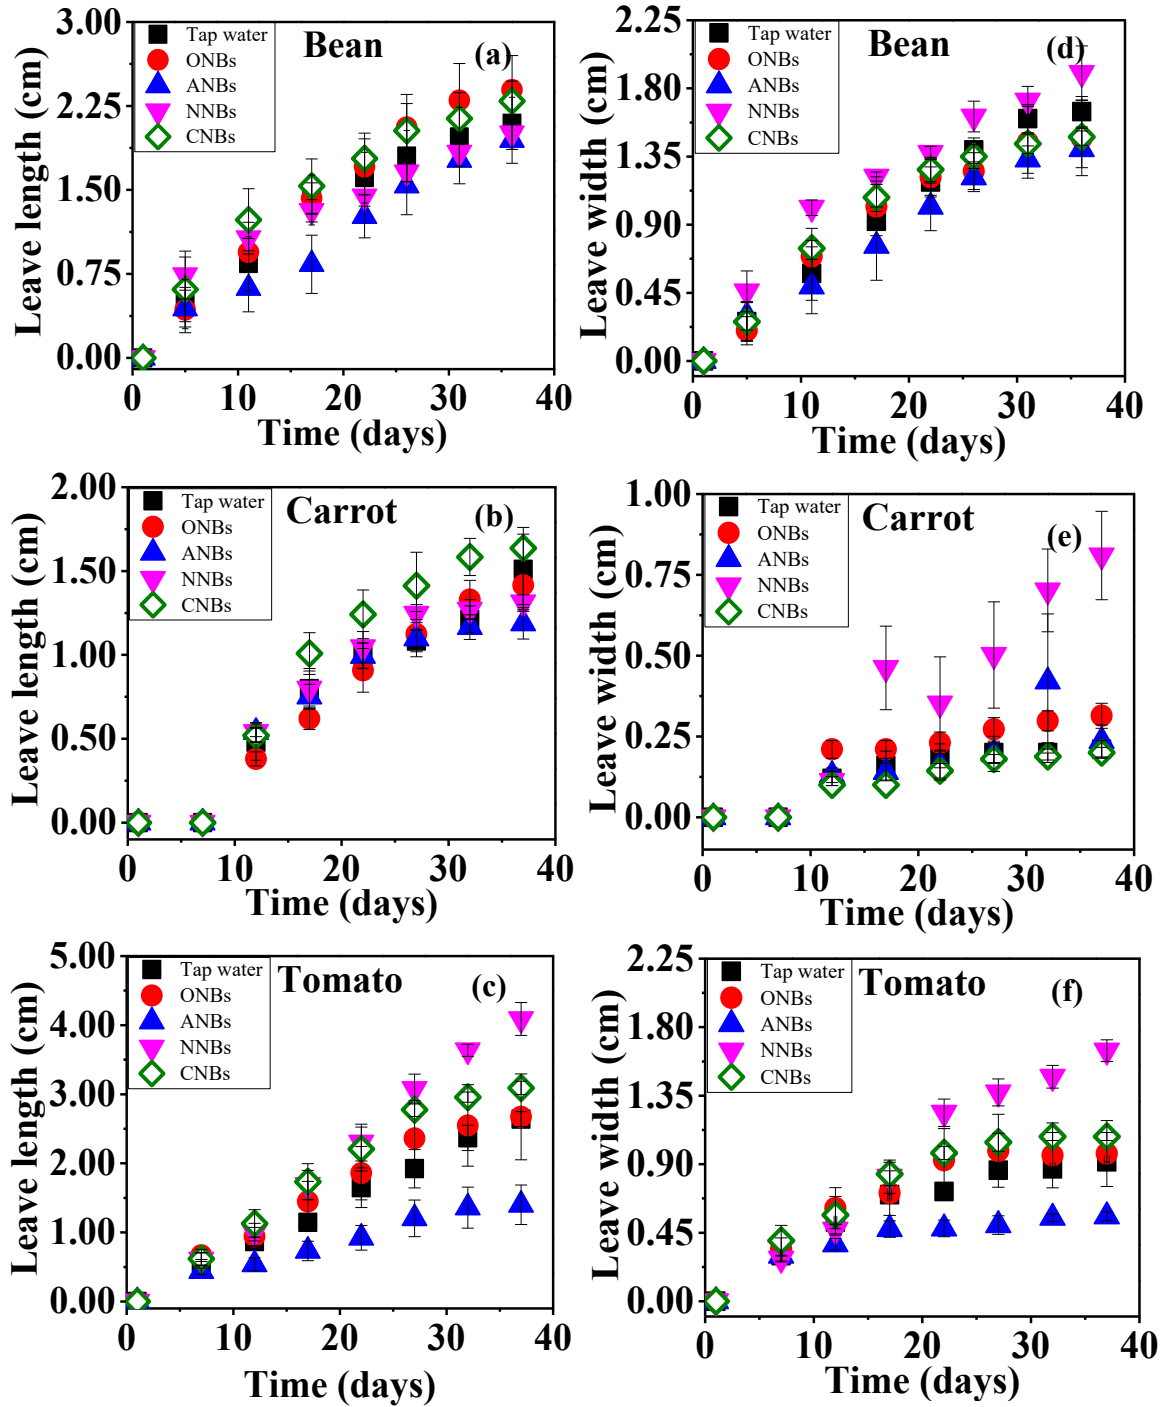 Bean
(a)
Tap water
ONBs
ANBs
NNBs
CNBs
Leave length (cm)
3.00
2.25
1.50
0.75
0.00
0 10 20 30 40
Time (days)
Bean
(d)
Tap water
ONBs
ANBs
NNBs
CNBs
Leave width (cm)
2.25
1.80
1.35
0.90
0.45
0.00
0 10 20 30 40
Time (days)
Carrot
(b)
Tap water
ONBs
ANBs
NNBs
CNBs
Leave length (cm)
2.00
1.50
1.00
0.50
0.00
0 10 20 30 40
Time (days)
Carrot
(e)
Tap water
ONBs
ANBs
NNBs
CNBs
Leave width (cm)
1.00
0.75
0.50
0.25
0.00
0 10 20 30 40
Time (days)
Tomato
(c)
Tap water
ONBs
ANBs
NNBs
CNBs
Leave length (cm)
5.00
4.00
3.00
2.00
1.00
0.00
0 10 20 30 40
Time (days)
Tomato
(f)
Tap water
ONBs
ANBs
NNBs
CNBs
Leave width (cm)
2.25
1.80
1.35
0.90
0.45
0.00
0 10 20 30 40
Time (days)